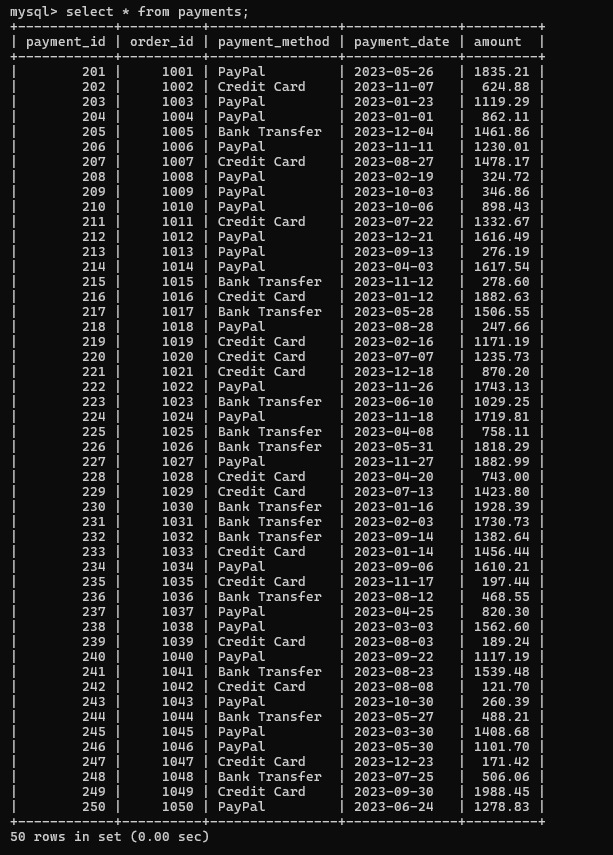 mysql> select * from payments;
+------------+----------+----------------+--------------+---------+
| payment_id | order_id | payment_method | payment_date | amount  |
+------------+----------+----------------+--------------+---------+
|        201 |     1001 | PayPal         | 2023-05-26   | 1835.21 |
|        202 |     1002 | Credit Card    | 2023-11-07   |  624.88 |
|        203 |     1003 | PayPal         | 2023-01-23   | 1119.29 |
|        204 |     1004 | PayPal         | 2023-01-01   |  862.11 |
|        205 |     1005 | Bank Transfer  | 2023-12-04   | 1461.86 |
|        206 |     1006 | PayPal         | 2023-11-11   | 1230.01 |
|        207 |     1007 | Credit Card    | 2023-08-27   | 1478.17 |
|        208 |     1008 | PayPal         | 2023-02-19   |  324.72 |
|        209 |     1009 | PayPal         | 2023-10-03   |  346.86 |
|        210 |     1010 | PayPal         | 2023-10-06   |  898.43 |
|        211 |     1011 | Credit Card    | 2023-07-22   | 1332.67 |
|        212 |     1012 | PayPal         | 2023-12-21   | 1616.49 |
|        213 |     1013 | PayPal         | 2023-09-13   |  276.19 |
|        214 |     1014 | PayPal         | 2023-04-03   | 1617.54 |
|        215 |     1015 | Bank Transfer  | 2023-11-12   |  278.60 |
|        216 |     1016 | Credit Card    | 2023-01-12   | 1882.63 |
|        217 |     1017 | Bank Transfer  | 2023-05-28   | 1506.55 |
|        218 |     1018 | PayPal         | 2023-08-28   |  247.66 |
|        219 |     1019 | Credit Card    | 2023-02-16   | 1171.19 |
|        220 |     1020 | Credit Card    | 2023-07-07   | 1235.73 |
|        221 |     1021 | Credit Card    | 2023-12-18   |  870.20 |
|        222 |     1022 | PayPal         | 2023-11-26   | 1743.13 |
|        223 |     1023 | Bank Transfer  | 2023-06-10   | 1029.25 |
|        224 |     1024 | PayPal         | 2023-11-18   | 1719.81 |
|        225 |     1025 | Bank Transfer  | 2023-04-08   |  758.11 |
|        226 |     1026 | Bank Transfer  | 2023-05-31   | 1818.29 |
|        227 |     1027 | PayPal         | 2023-11-27   | 1882.99 |
|        228 |     1028 | Credit Card    | 2023-04-20   |  743.00 |
|        229 |     1029 | Credit Card    | 2023-07-13   | 1423.80 |
|        230 |     1030 | Bank Transfer  | 2023-01-16   | 1928.39 |
|        231 |     1031 | Bank Transfer  | 2023-02-03   | 1730.73 |
|        232 |     1032 | Bank Transfer  | 2023-09-14   | 1382.64 |
|        233 |     1033 | Credit Card    | 2023-01-14   | 1456.44 |
|        234 |     1034 | PayPal         | 2023-09-06   | 1610.21 |
|        235 |     1035 | Credit Card    | 2023-11-17   |  197.44 |
|        236 |     1036 | Bank Transfer  | 2023-08-12   |  468.55 |
|        237 |     1037 | PayPal         | 2023-04-25   |  820.30 |
|        238 |     1038 | PayPal         | 2023-03-03   | 1562.60 |
|        239 |     1039 | Credit Card    | 2023-08-03   |  189.24 |
|        240 |     1040 | PayPal         | 2023-09-22   | 1117.19 |
|        241 |     1041 | Bank Transfer  | 2023-08-23   | 1539.48 |
|        242 |     1042 | Credit Card    | 2023-08-08   |  121.70 |
|        243 |     1043 | PayPal         | 2023-10-30   |  260.39 |
|        244 |     1044 | Bank Transfer  | 2023-05-27   |  488.21 |
|        245 |     1045 | PayPal         | 2023-03-30   | 1408.68 |
|        246 |     1046 | PayPal         | 2023-05-30   | 1101.70 |
|        247 |     1047 | Credit Card    | 2023-12-23   |  171.42 |
|        248 |     1048 | Bank Transfer  | 2023-07-25   |  506.06 |
|        249 |     1049 | Credit Card    | 2023-09-30   | 1988.45 |
|        250 |     1050 | PayPal         | 2023-06-24   | 1278.83 |
+------------+----------+----------------+--------------+---------+
50 rows in set (0.00 sec)